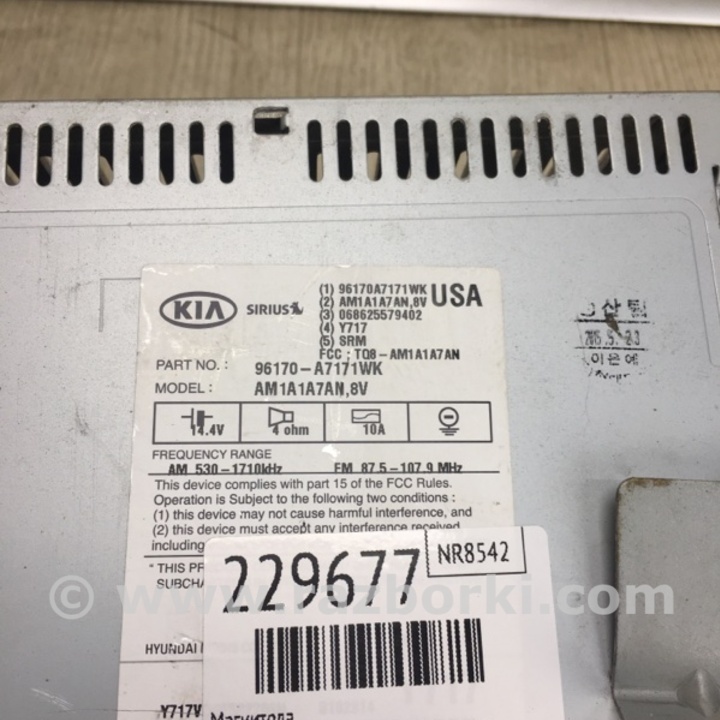 KIA
SIRIUS
(1) 96170A7171WK
(2) AM1A1A7AN,8V
(3) 068625579402
(4) Y717
(5) SRM
USA
FCC : TQ8-AM1A1A7AN
PART NO. : 96170-A7171WK
MODEL : AM1A1A7AN,8V
14.4V 4 ohm 10A
FREQUENCY RANGE
AM 530-1710kHz FM 87.5-107.9 MHz
This device complies with part 15 of the FCC Rules.
Operation is Subject to the following two conditions :
(1) this device may not cause harmful interference, and
(2) this device must accept any interference received
including
* THIS PR
SUBCHA
HYUNDAI
Y717V
229677
NR8542
© www.razborki.com
이은예